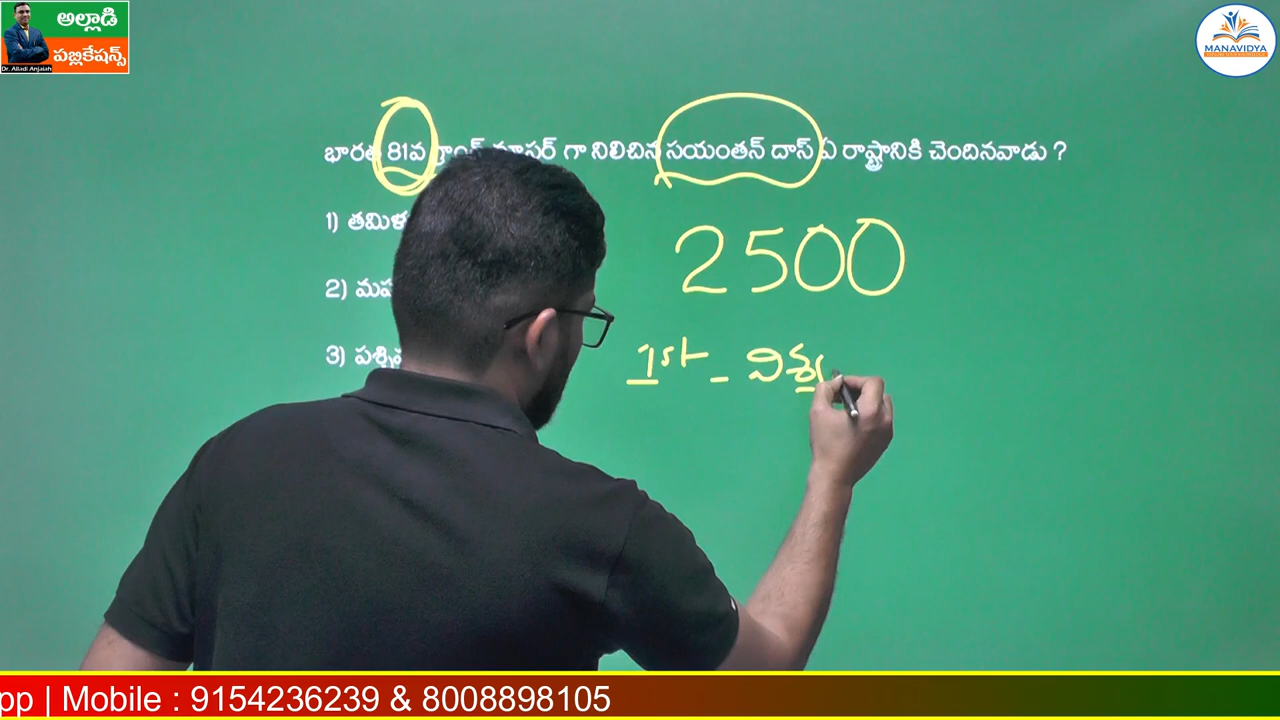 అల్లాడి
పబ్లికేషన్స్
Dr. Alladi Anjaiah
MANAVIDYA
భారత 81వ గా నిలిచిన సయంతన్ దాస్ ఏ రాష్ట్రానికి చెందినవాడు ?
1)
2500
2)
1st - విశ్వ
3)
pp | Mobile : 9154236239 & 8008898105